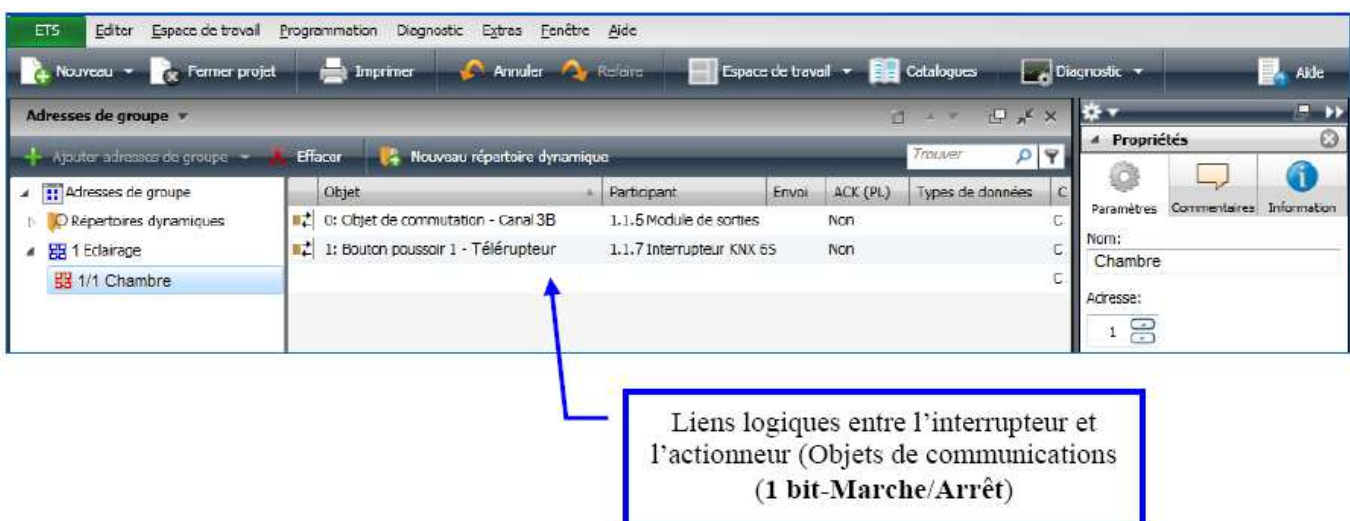 ETS Editer Espace de travail Programmation Diagnostic Extras Fenêtre Aide
Nouveau Fermer projet Imprimer Annuler Refaire Espace de travail Catalogues Diagnostic Aide
Adresses de groupe
Propriétés
Ajouter adresses de groupe Effacer Nouveau répertoire dynamique Trouver
Paramètres Commentaires Information
Adresses de groupe
Objet Participant Envoi ACK (PL) Types de données C
Répertoires dynamiques
0: Objet de commutation - Canal 3B 1.1.6 Module de sorties Non C
1 Eclairage
1: Bouton poussoir 1 - Télérupteur 1.1.7 Interrupteur KNX 6S Non C
1/1 Chambre
C
Nom:
Chambre
Adresse:
1
Liens logiques entre l'interrupteur et
l'actionneur (Objets de communications
(1 bit-Marche/Arrêt)